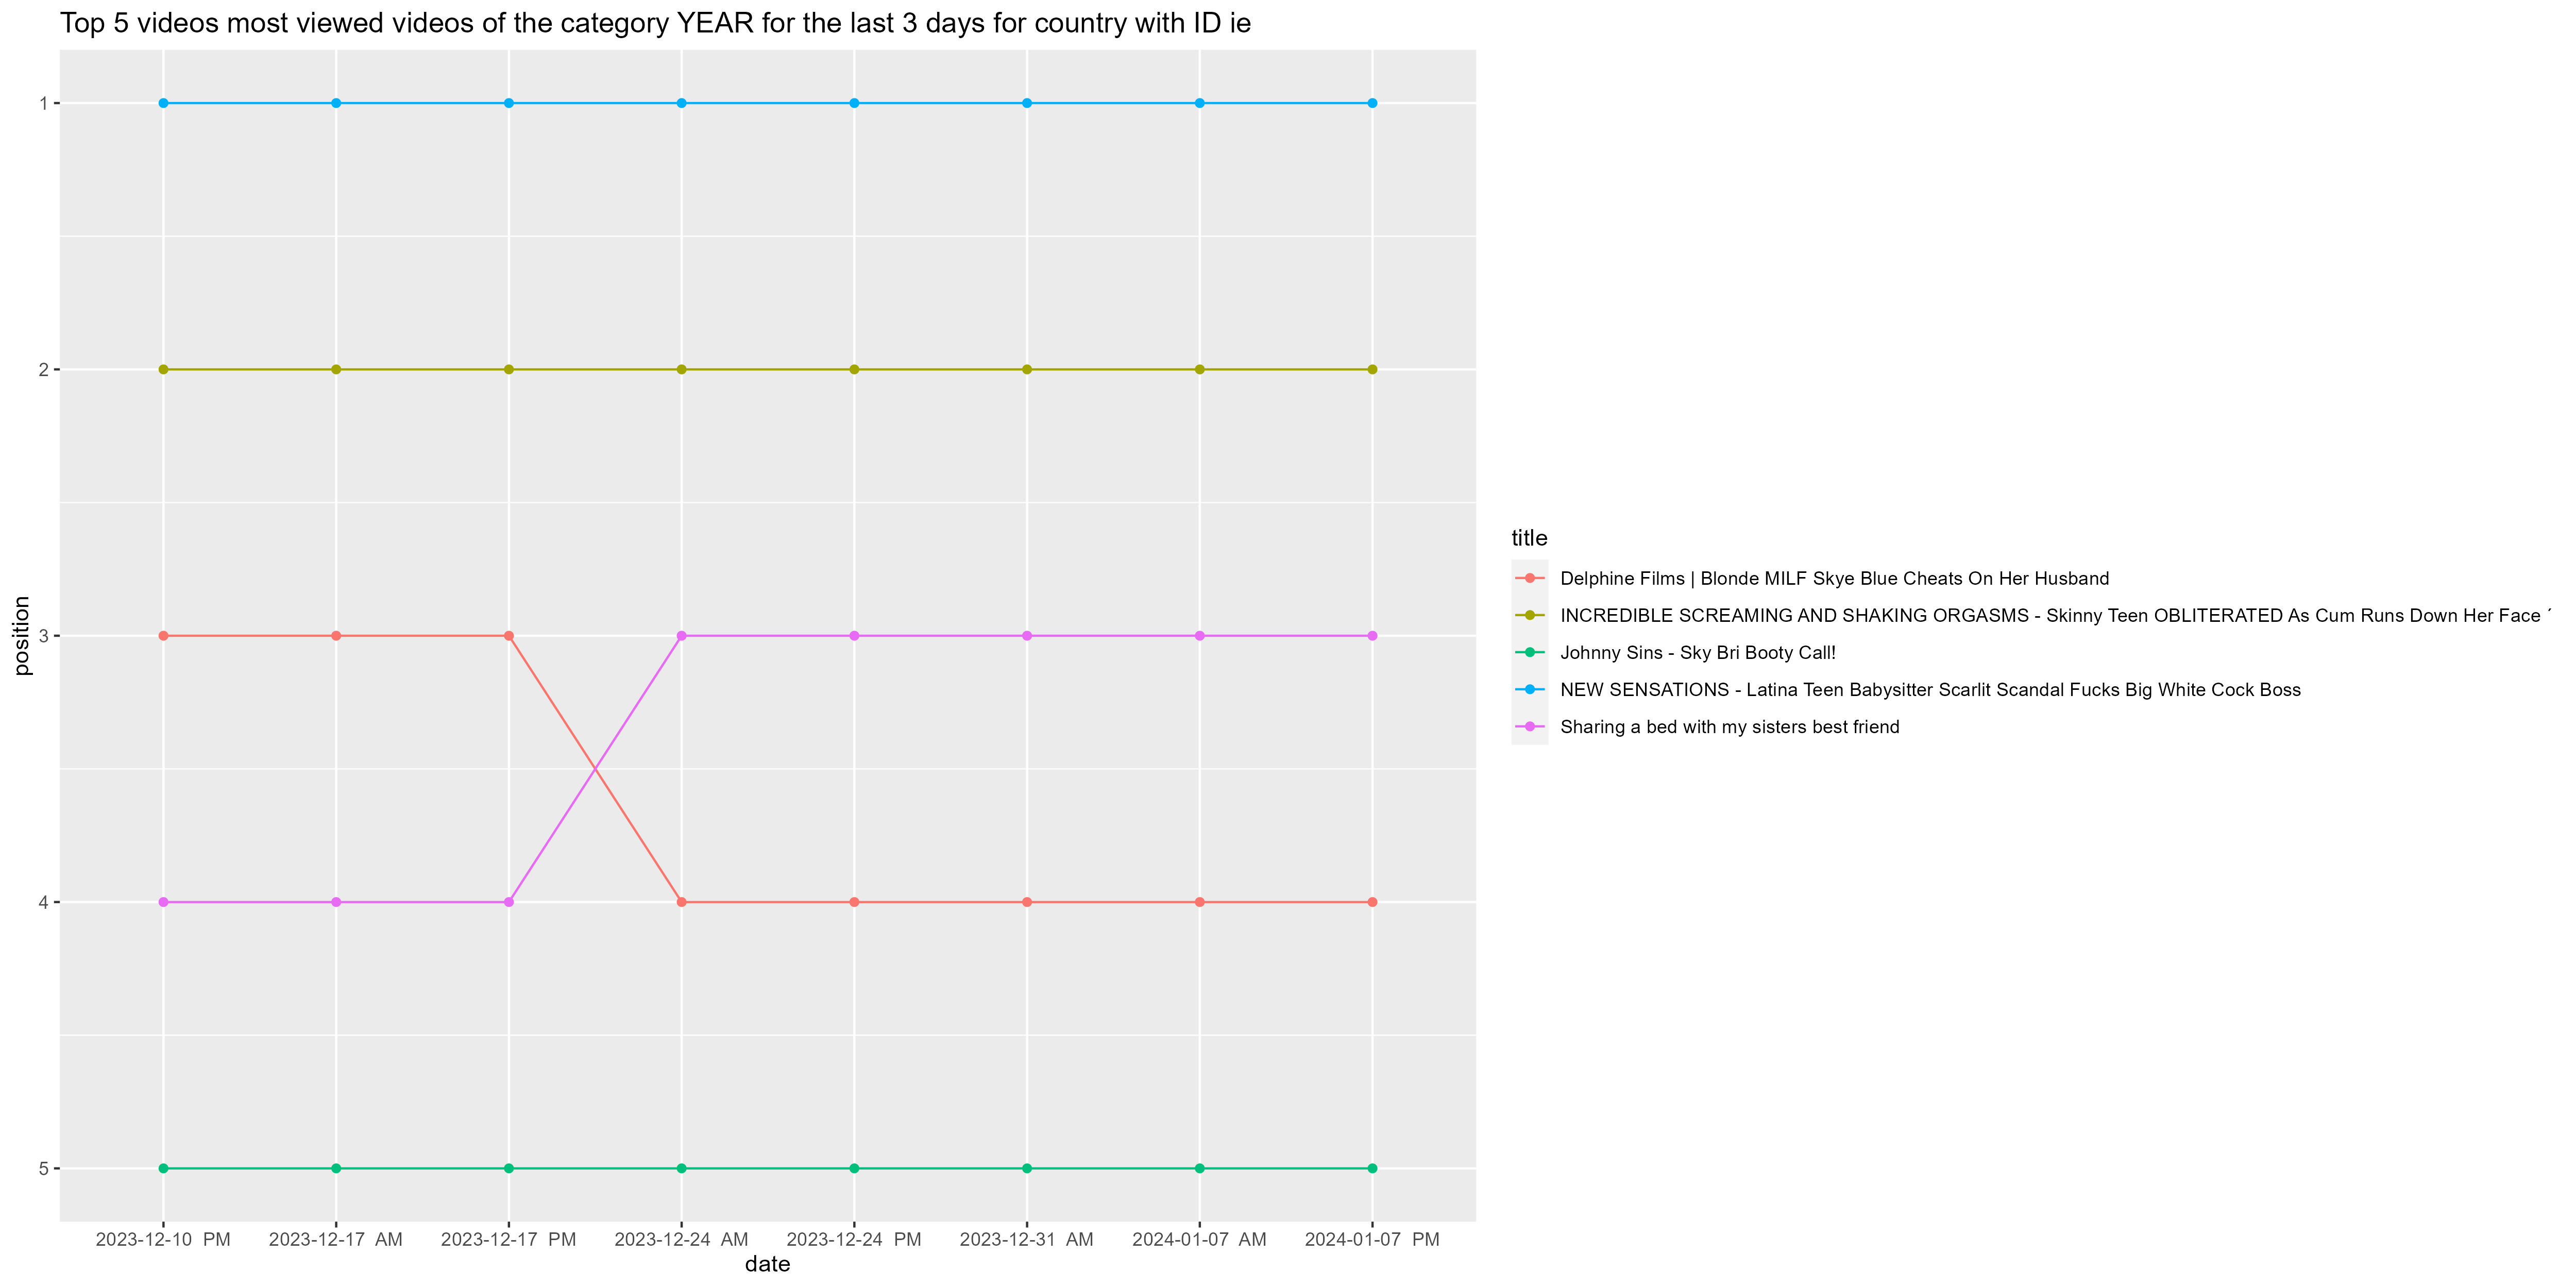 Top 5 videos most viewed videos of the category YEAR for the last 3 days for country with ID ie
position
1
2
3
4
5
2023-12-10 PM
2023-12-17 AM
2023-12-17 PM
2023-12-24 AM
2023-12-24 PM
2023-12-31 AM
2024-01-07 AM
2024-01-07 PM
date
title
Delphine Films | Blonde MILF Skye Blue Cheats On Her Husband
INCREDIBLE SCREAMING AND SHAKING ORGASMS - Skinny Teen OBLITERATED As Cum Runs Down Her Face ´
Johnny Sins - Sky Bri Booty Call!
NEW SENSATIONS - Latina Teen Babysitter Scarlit Scandal Fucks Big White Cock Boss
Sharing a bed with my sisters best friend